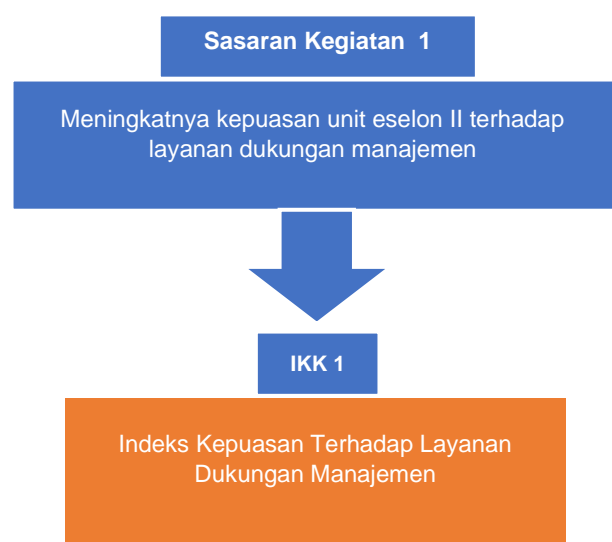 Sasaran Kegiatan 1
Meningkatnya kepuasan unit eselon II terhadap
layanan dukungan manajemen
IKK 1
Indeks Kepuasan Terhadap Layanan
Dukungan Manajemen